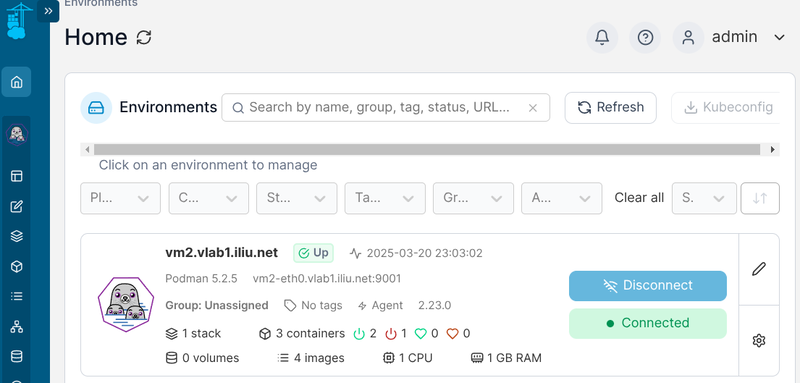 Environments
Home
admin
Environments
Search by name, group, tag, status, URL...
Refresh
Kubeconfig
Click on an environment to manage
Pl...
C...
St...
Ta...
Gr...
A...
Clear all
S.
vm2.vlab1.iliu.net
Up
2025-03-20 23:03:02
Podman 5.2.5
vm2-eth0.vlab1.iliu.net:9001
Disconnect
Group: Unassigned
No tags
Agent
2.23.0
Connected
1 stack
3 containers
2
1
0
0
0 volumes
4 images
1 CPU
1 GB RAM